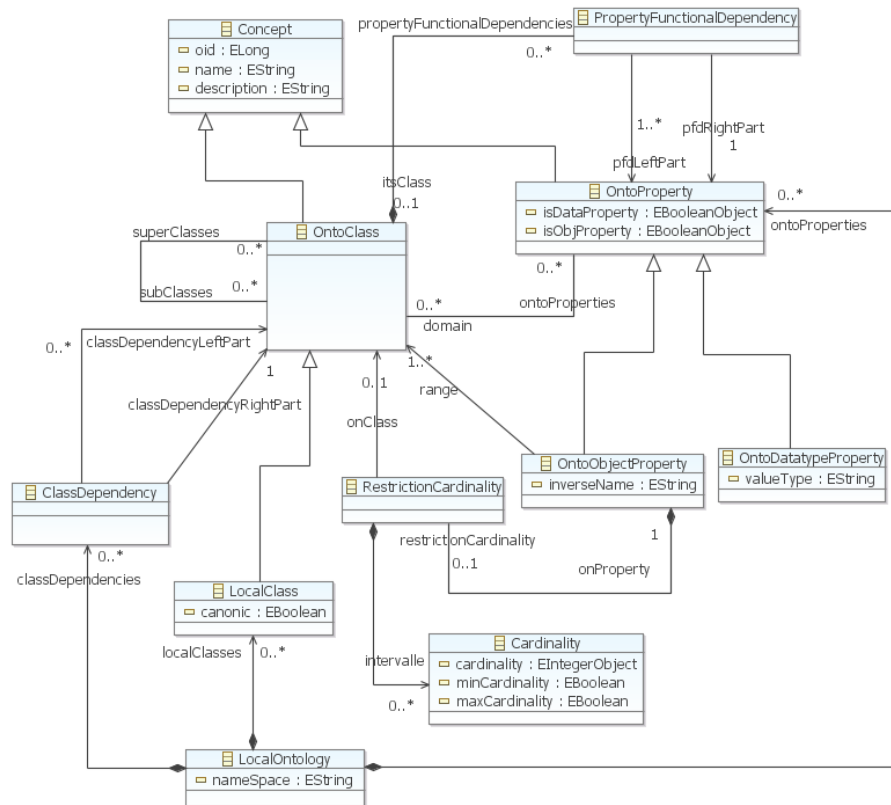 Concept
oid : ELong
name : EString
description : EString
propertyFunctionalDependencies
0..*
PropertyFunctionalDependency
1..*
pfdLeftPart
pfdRightPart
1
itsClass
0..1
OntoProperty
isDataProperty : EBooleanObject
isObjProperty : EBooleanObject
0..*
ontoProperties
superClasses
0..*
subClasses
0..*
OntoClass
0..*
ontoProperties
0..*
domain
0..*
classDependencyLeftPart
1
classDependencyRightPart
0..1
onClass
1..*
range
ClassDependency
RestrictionCardinality
OntoObjectProperty
inverseName : EString
OntoDatatypeProperty
valueType : EString
restrictionCardinality
0..1
1
onProperty
0..*
classDependencies
LocalClass
canonic : EBoolean
localClasses
0..*
intervalle
0..*
Cardinality
cardinality : EIntegerObject
minCardinality : EBoolean
maxCardinality : EBoolean
LocalOntology
nameSpace : EString